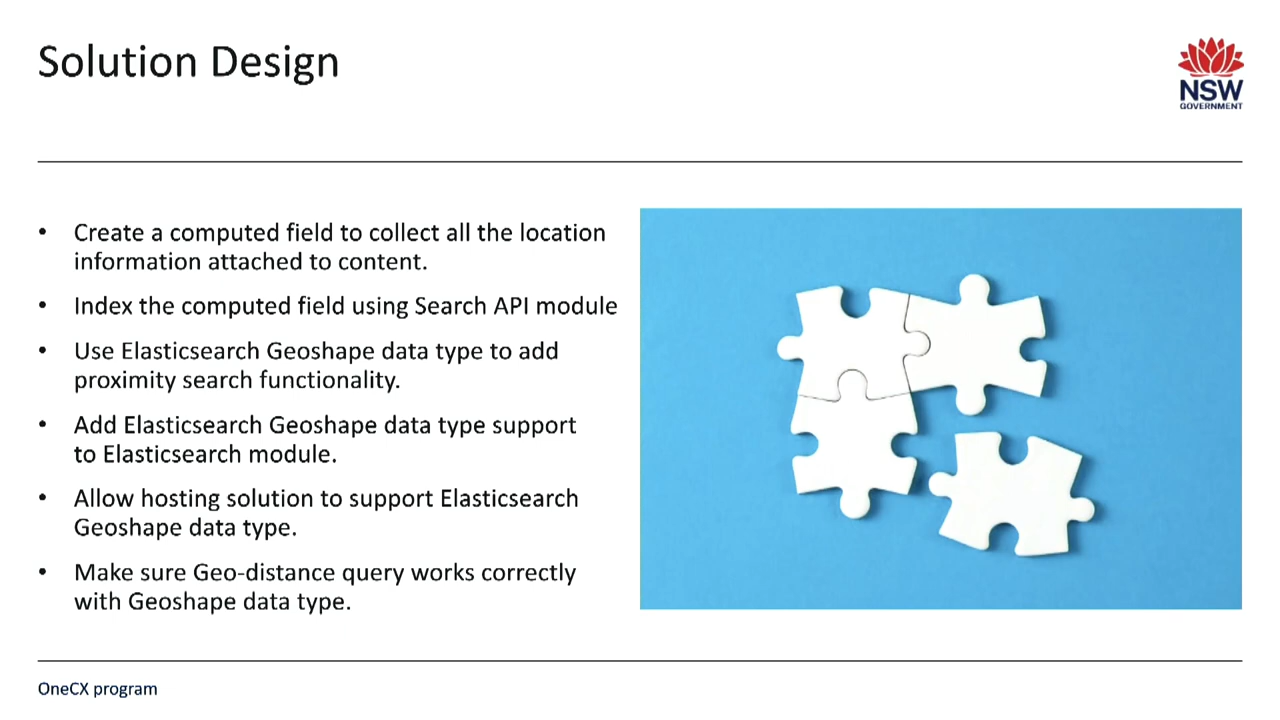 Solution Design
NSW
GOVERNMENT
• Create a computed field to collect all the location
information attached to content.
• Index the computed field using Search API module
• Use Elasticsearch Geoshape data type to add
proximity search functionality.
• Add Elasticsearch Geoshape data type support
to Elasticsearch module.
• Allow hosting solution to support Elasticsearch
Geoshape data type.
• Make sure Geo-distance query works correctly
with Geoshape data type.
OneCX program